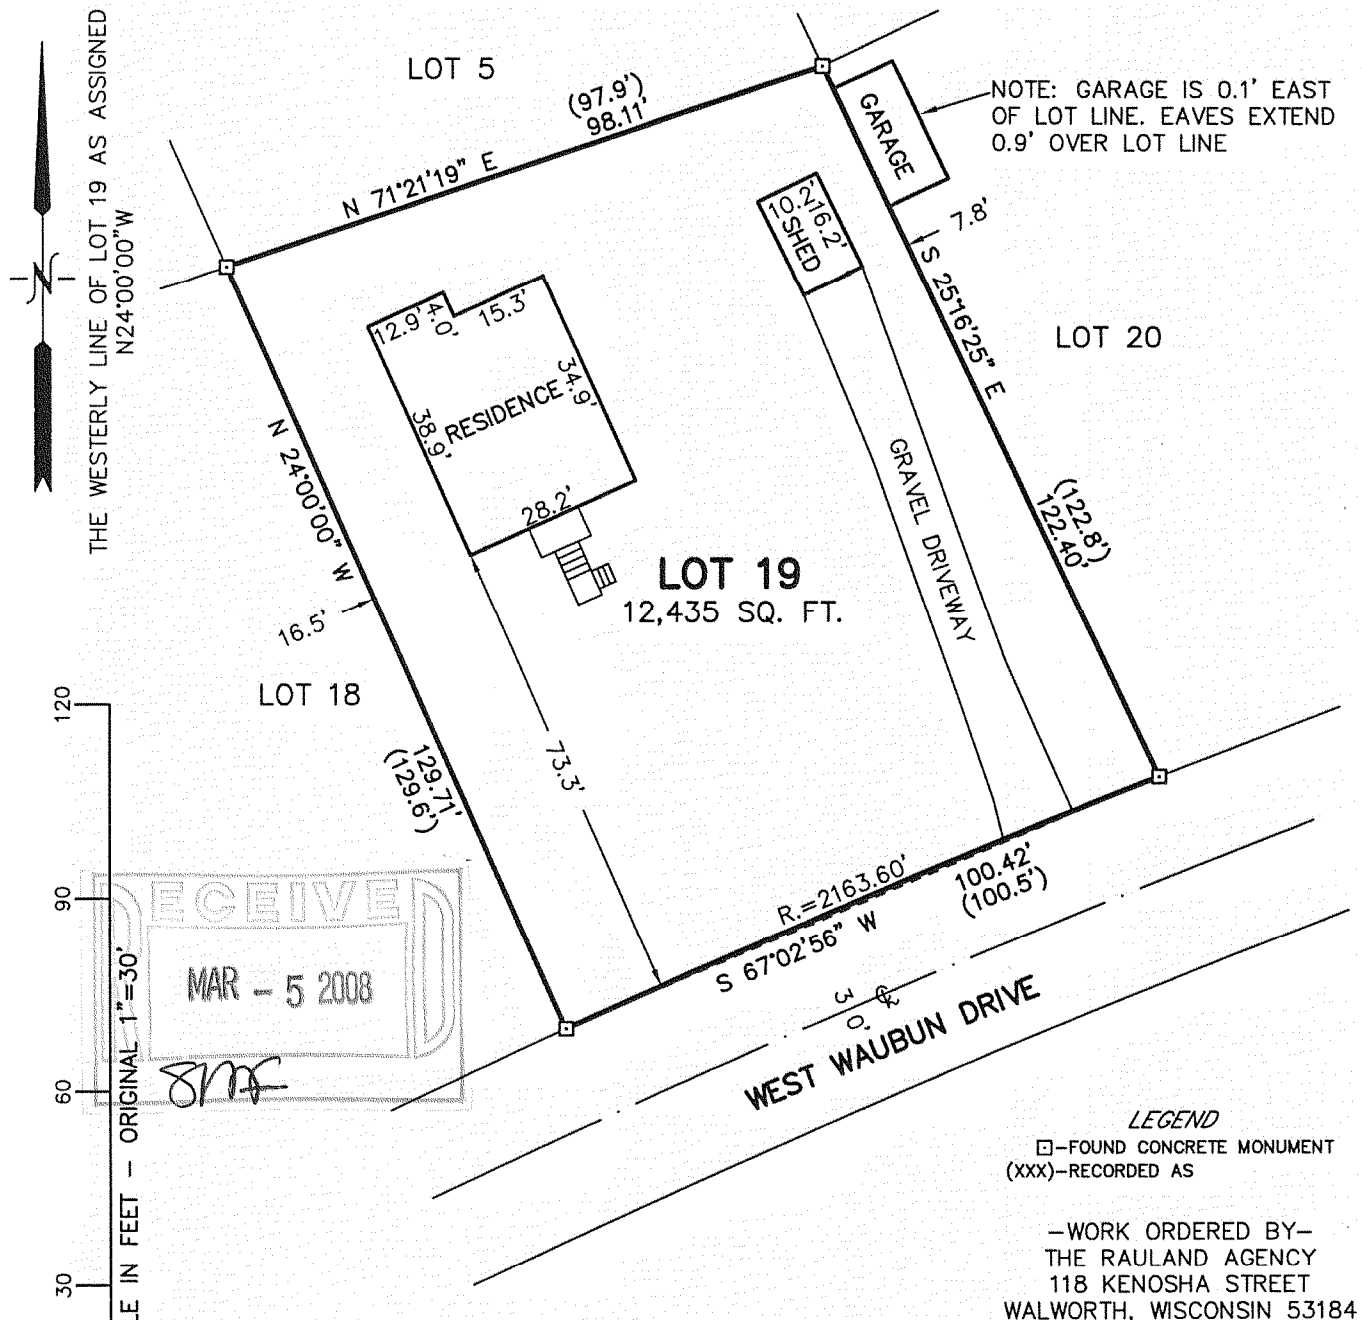 THE WESTERLY LINE OF LOT 19 AS ASSIGNED
N24°00'00"W
N
LOT 5
(97.9')
98.11'
N 71°21'19" E
GARAGE
NOTE: GARAGE IS 0.1' EAST
OF LOT LINE. EAVES EXTEND
0.9' OVER LOT LINE
10.2'
16.2'
SHED
7.8'
S 25°16'25" E
LOT 20
12.9'
4.0'
15.3'
34.9'
RESIDENCE
38.9'
28.2'
N 24°00'00" W
16.5'
LOT 18
LOT 19
12,435 SQ. FT.
GRAVEL DRIVEWAY
(122.8')
122.40'
129.71'
(129.6')
73.3'
R.=2163.60'
S 67°02'56" W
100.42'
(100.5')
30'
WEST WAUBUN DRIVE
120
90
60
30
LE IN FEET - ORIGINAL 1"=30'
RECEIVED
MAR - 5 2008
LEGEND
-FOUND CONCRETE MONUMENT
(XXX)-RECORDED AS
-WORK ORDERED BY-
THE RAULAND AGENCY
118 KENOSHA STREET
WALWORTH, WISCONSIN 53184